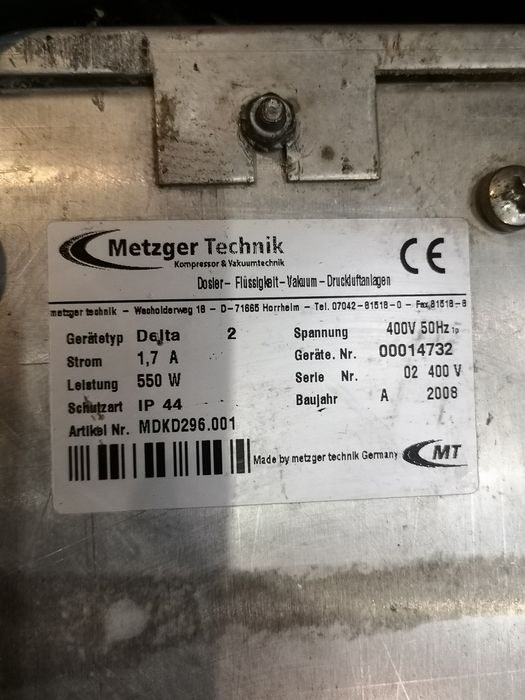 Metzger Technik
Kompressor & Vakuumtechnik
CE
Dosier- Flüssigkeit-Vakuum-Druckluftanlagen
metzger technik - Wacholderweg 18 - D-71665 Horrheim - Tel. 07042-81518-0 - Fax 81518-8
Gerätetyp Delta 2 Spannung 400V 50Hz 1p
Strom 1,7 A Geräte. Nr. 00014732
Leistung 550 W Serie Nr. 02 400 V
Schutzart IP 44 Baujahr A 2008
Artikel Nr. MDKD296.001
Made by metzger technik Germany MT